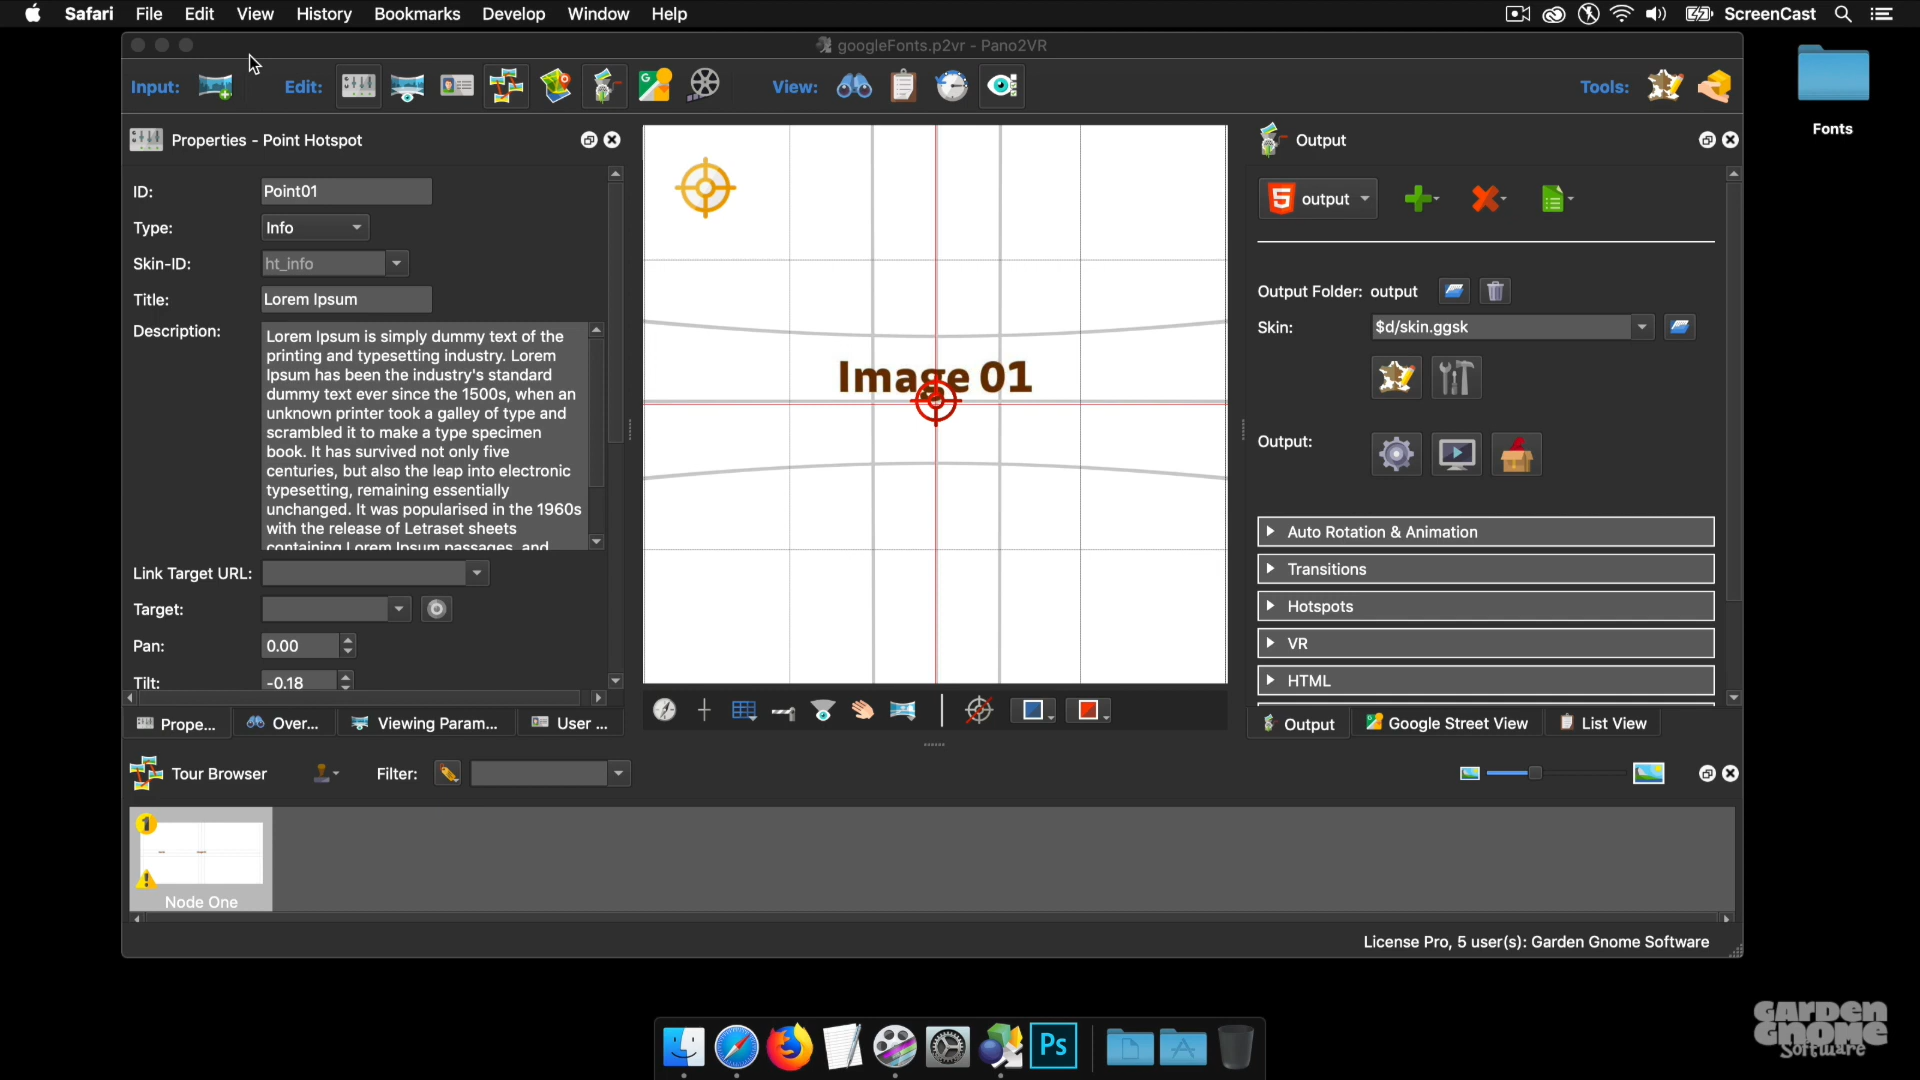 Safari File Edit View History Bookmarks Develop Window Help ScreenCast
googleFonts.p2vr - Pano2VR
Input: Edit: View: Tools:
Fonts
Properties - Point Hotspot
ID: Point01
Type: Info
Skin-ID: ht_info
Title: Lorem Ipsum
Description: Lorem Ipsum is simply dummy text of the
printing and typesetting industry. Lorem
Ipsum has been the industry's standard
dummy text ever since the 1500s, when an
unknown printer took a galley of type and
scrambled it to make a type specimen
book. It has survived not only five
centuries, but also the leap into electronic
typesetting, remaining essentially
unchanged. It was popularised in the 1960s
with the release of Letraset sheets
containing Lorem Ipsum passages, and
Link Target URL:
Target:
Pan: 0.00
Tilt: -0.18
Prope... Over... Viewing Param... User ...
Image 01
Output
output
Output Folder: output
Skin: $d/skin.ggsk
Output:
Auto Rotation & Animation
Transitions
Hotspots
VR
HTML
Output Google Street View List View
Tour Browser Filter:
1
Node One
License Pro, 5 user(s): Garden Gnome Software
Ps
GARDEN
GNOME
Software